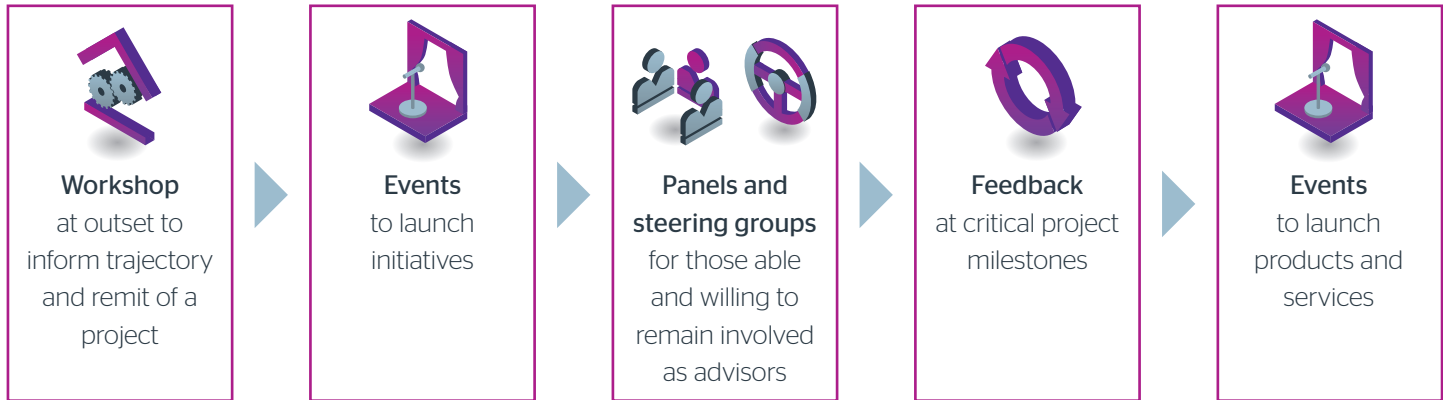 Workshop
at outset to
inform trajectory
and remit of a
project
Events
to launch
initiatives
Panels and
steering groups
for those able
and willing to
remain involved
as advisors
Feedback
at critical project
milestones
Events
to launch
products and
services